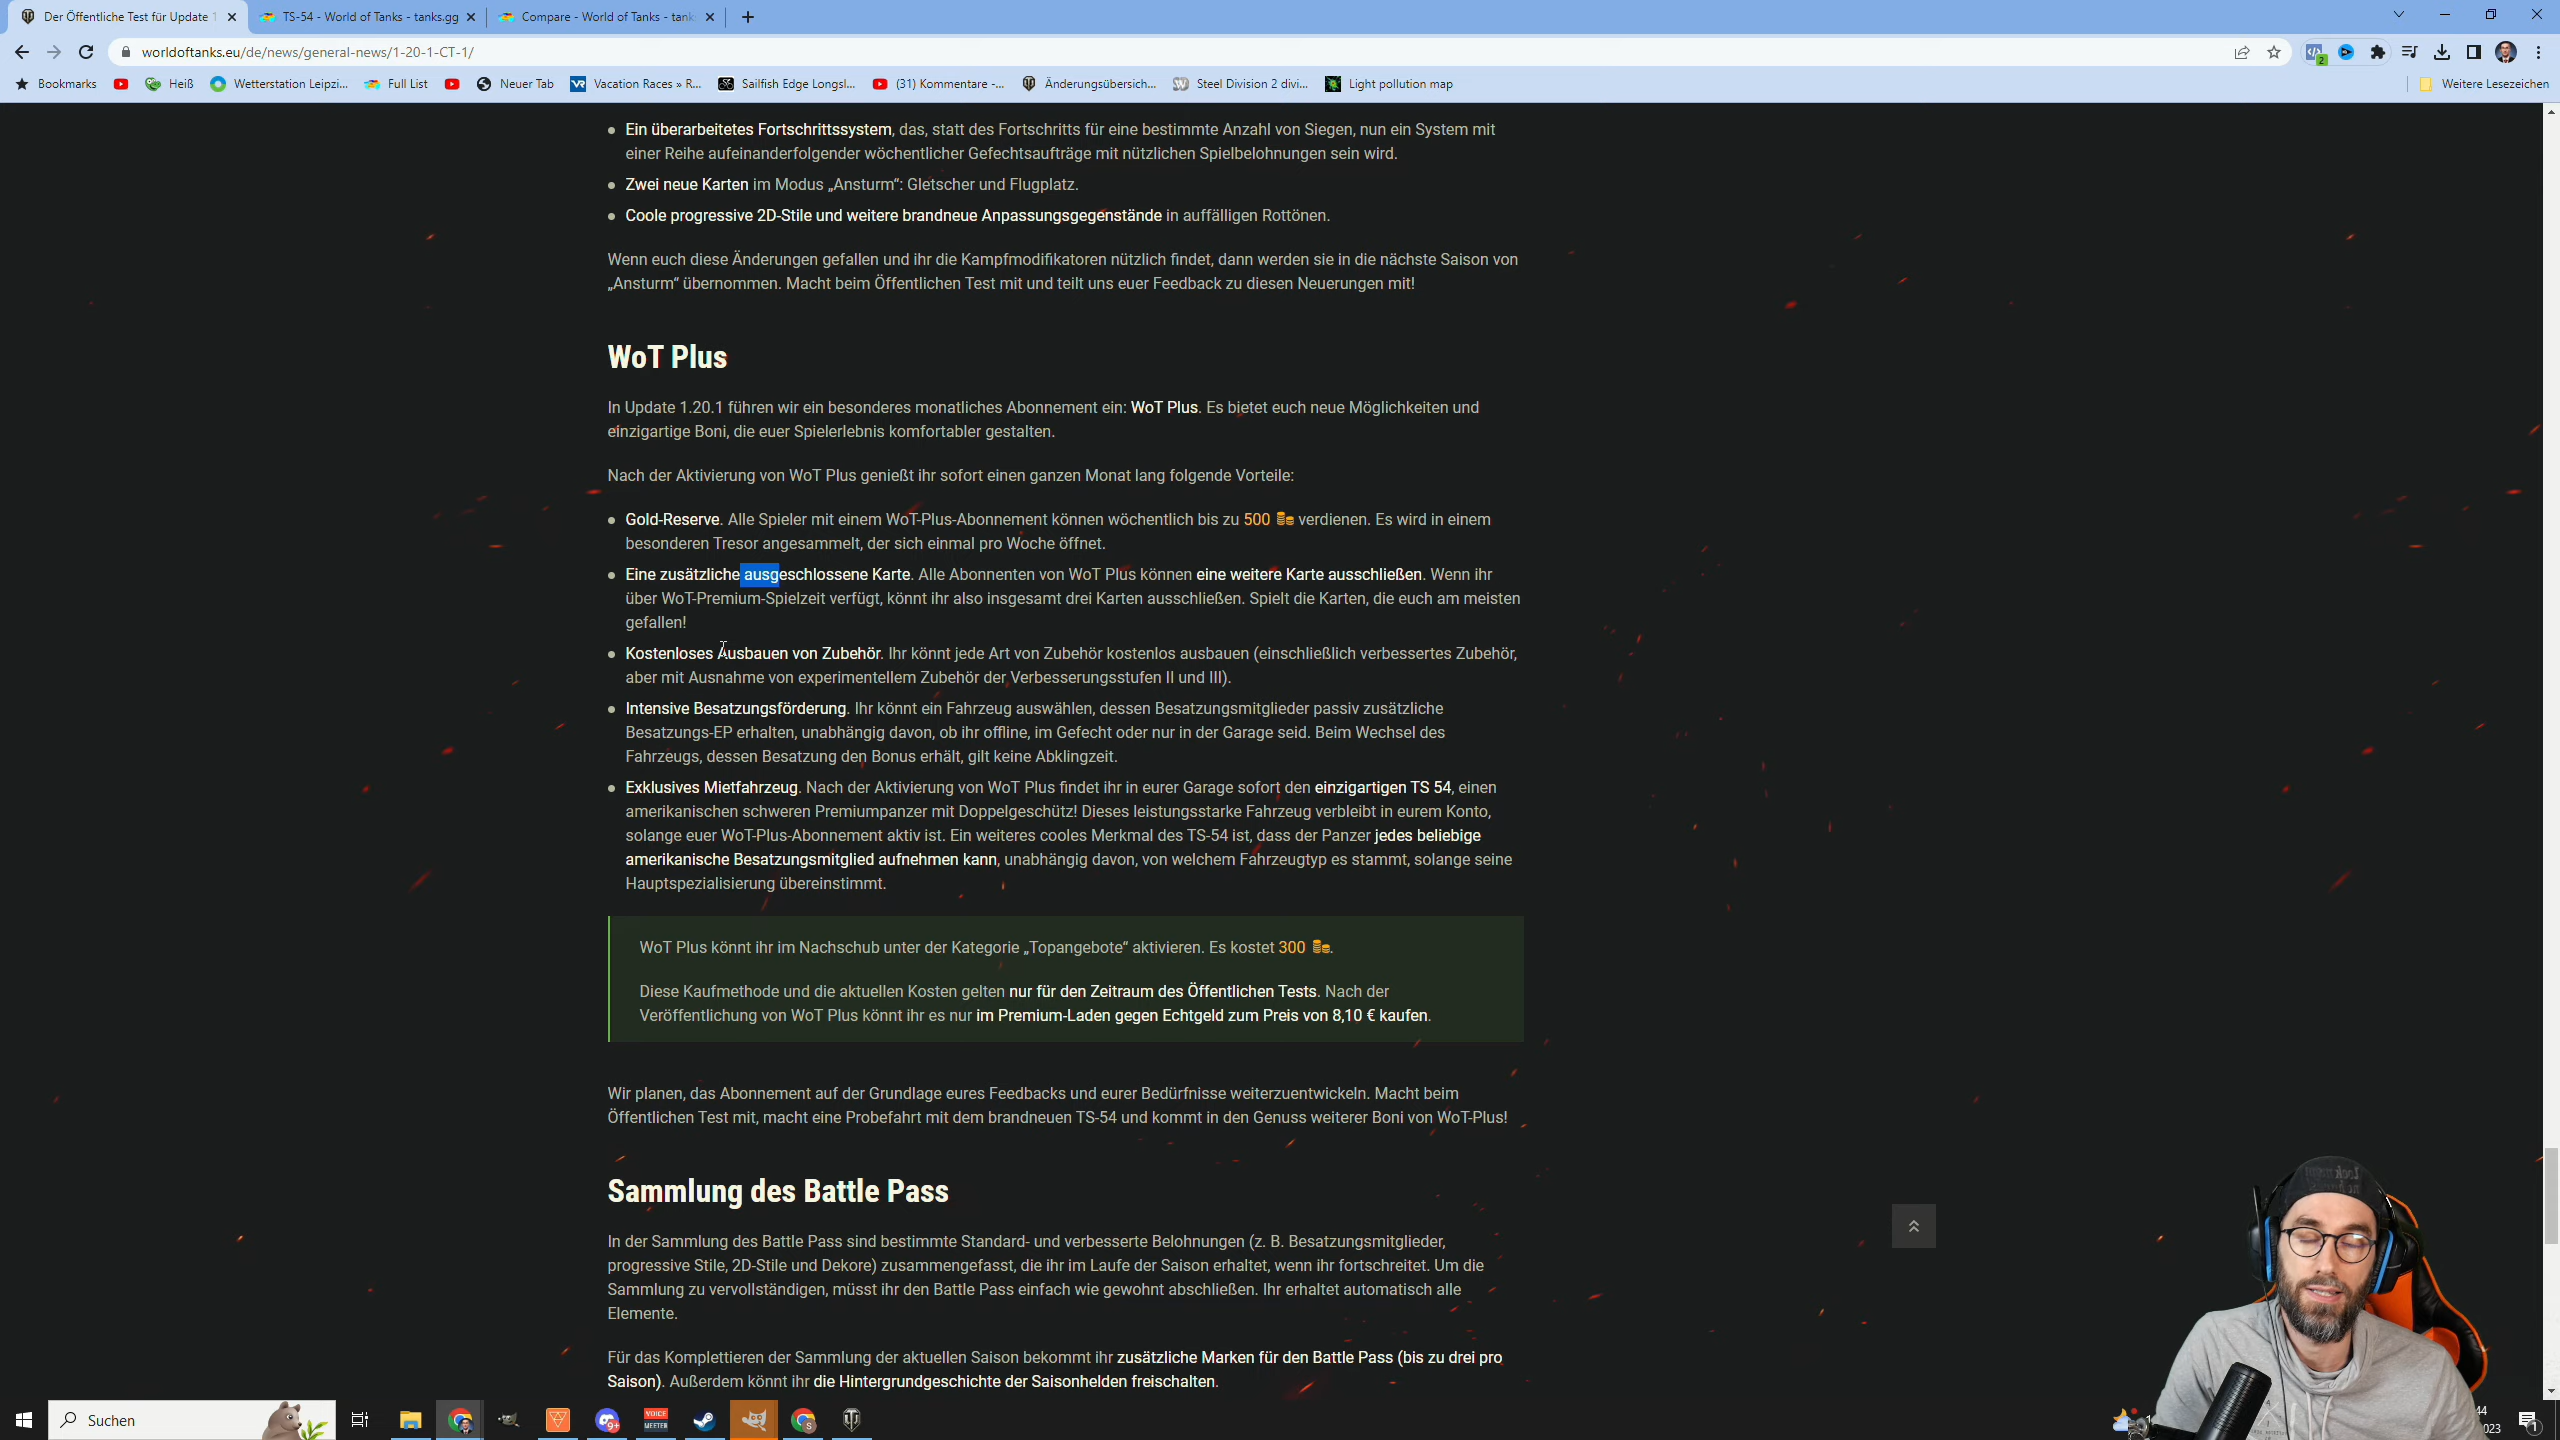 Der Öffentliche Test für Update 1
TS-54 - World of Tanks - tanks.gg
Compare - World of Tanks - tank
worldoftanks.eu/de/news/general-news/1-20-1-CT-1/
2
Bookmarks
Heiß
Wetterstation Leipzi...
Full List
Neuer Tab
Vacation Races » R...
Sailfish Edge Longsl...
(31) Kommentare -...
Änderungsübersich...
Steel Division 2 divi...
Light pollution map
Weitere Lesezeichen
Ein überarbeitetes Fortschrittssystem, das, statt des Fortschritts für eine bestimmte Anzahl von Siegen, nun ein System mit
einer Reihe aufeinanderfolgender wöchentlicher Gefechtsaufträge mit nützlichen Spielbelohnungen sein wird.
Zwei neue Karten im Modus „Ansturm“: Gletscher und Flugplatz.
Coole progressive 2D-Stile und weitere brandneue Anpassungsgegenstände in auffälligen Rottönen.
Wenn euch diese Änderungen gefallen und ihr die Kampfmodifikatoren nützlich findet, dann werden sie in die nächste Saison von
„Ansturm“ übernommen. Macht beim Öffentlichen Test mit und teilt uns euer Feedback zu diesen Neuerungen mit!
WoT Plus
In Update 1.20.1 führen wir ein besonderes monatliches Abonnement ein: WoT Plus. Es bietet euch neue Möglichkeiten und
einzigartige Boni, die euer Spielerlebnis komfortabler gestalten.
Nach der Aktivierung von WoT Plus genießt ihr sofort einen ganzen Monat lang folgende Vorteile:
Gold-Reserve. Alle Spieler mit einem WoT-Plus-Abonnement können wöchentlich bis zu 500 verdienen. Es wird in einem
besonderen Tresor angesammelt, der sich einmal pro Woche öffnet.
Eine zusätzliche ausgeschlossene Karte. Alle Abonnenten von WoT Plus können eine weitere Karte ausschließen. Wenn ihr
über WoT-Premium-Spielzeit verfügt, könnt ihr also insgesamt drei Karten ausschließen. Spielt die Karten, die euch am meisten
gefallen!
Kostenloses Ausbauen von Zubehör. Ihr könnt jede Art von Zubehör kostenlos ausbauen (einschließlich verbessertes Zubehör,
aber mit Ausnahme von experimentellem Zubehör der Verbesserungsstufen II und III).
Intensive Besatzungsförderung. Ihr könnt ein Fahrzeug auswählen, dessen Besatzungsmitglieder passiv zusätzliche
Besatzungs-EP erhalten, unabhängig davon, ob ihr offline, im Gefecht oder nur in der Garage seid. Beim Wechsel des
Fahrzeugs, dessen Besatzung den Bonus erhält, gilt keine Abklingzeit.
Exklusives Mietfahrzeug. Nach der Aktivierung von WoT Plus findet ihr in eurer Garage sofort den einzigartigen TS 54, einen
amerikanischen schweren Premiumpanzer mit Doppelgeschütz! Dieses leistungsstarke Fahrzeug verbleibt in eurem Konto,
solange euer WoT-Plus-Abonnement aktiv ist. Ein weiteres cooles Merkmal des TS-54 ist, dass der Panzer jedes beliebige
amerikanische Besatzungsmitglied aufnehmen kann, unabhängig davon, von welchem Fahrzeugtyp es stammt, solange seine
Hauptspezialisierung übereinstimmt.
WoT Plus könnt ihr im Nachschub unter der Kategorie „Topangebote“ aktivieren. Es kostet 300 .
Diese Kaufmethode und die aktuellen Kosten gelten nur für den Zeitraum des Öffentlichen Tests. Nach der
Veröffentlichung von WoT Plus könnt ihr es nur im Premium-Laden gegen Echtgeld zum Preis von 8,10 € kaufen.
Wir planen, das Abonnement auf der Grundlage eures Feedbacks und eurer Bedürfnisse weiterzuentwickeln. Macht beim
Öffentlichen Test mit, macht eine Probefahrt mit dem brandneuen TS-54 und kommt in den Genuss weiterer Boni von WoT-Plus!
Sammlung des Battle Pass
In der Sammlung des Battle Pass sind bestimmte Standard- und verbesserte Belohnungen (z. B. Besatzungsmitglieder,
progressive Stile, 2D-Stile und Dekore) zusammengefasst, die ihr im Laufe der Saison erhaltet, wenn ihr fortschreitet. Um die
Sammlung zu vervollständigen, müsst ihr den Battle Pass einfach wie gewohnt abschließen. Ihr erhaltet automatisch alle
Elemente.
Für das Komplettieren der Sammlung der aktuellen Saison bekommt ihr zusätzliche Marken für den Battle Pass (bis zu drei pro
Saison). Außerdem könnt ihr die Hintergrundgeschichte der Saisonhelden freischalten.
Suchen
9+
VOICE
MEETER
44
023
1